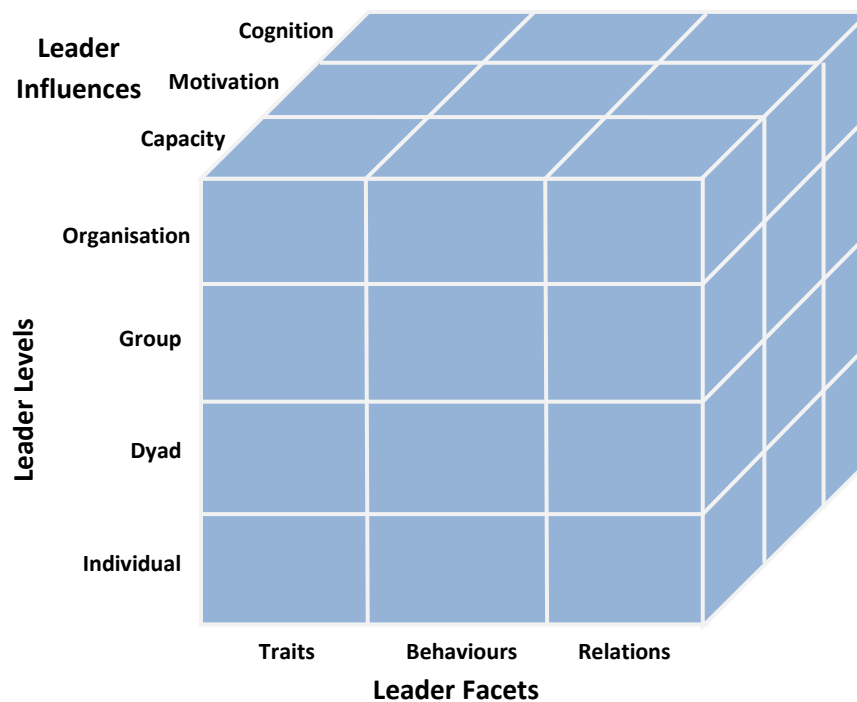 Cognition
Leader
Influences
Motivation
Capacity
Organisation
Group
Leader Levels
Dyad
Individual
Traits Behaviours Relations
Leader Facets